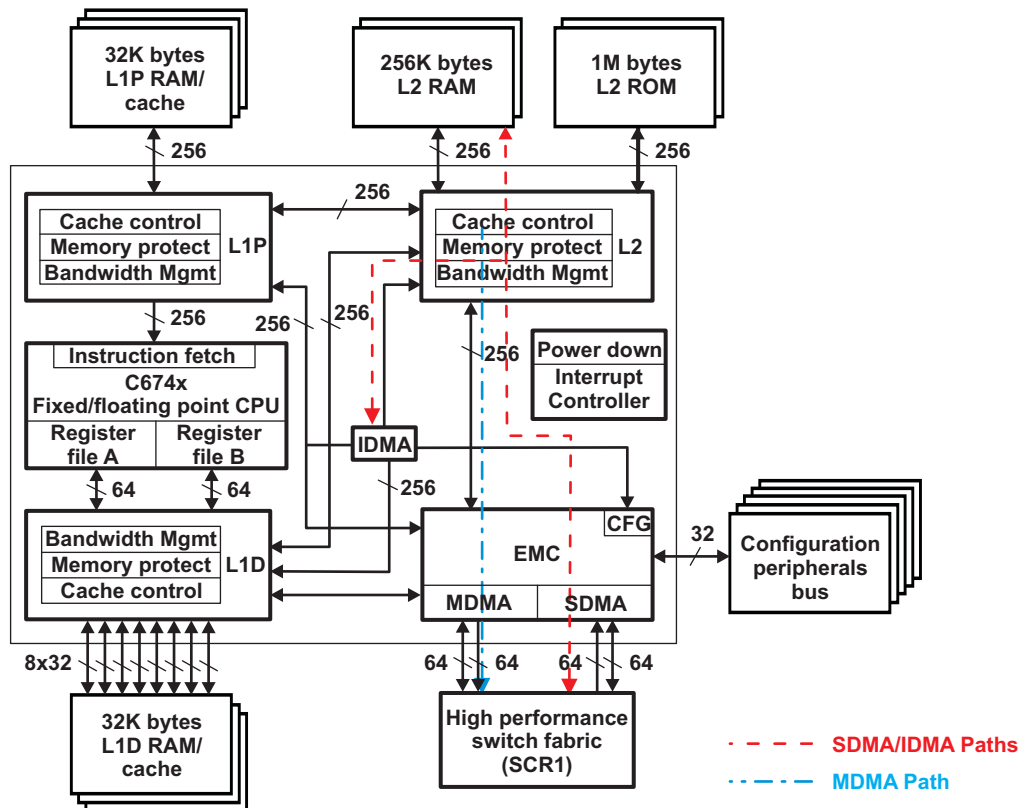 32K bytes
L1P RAM/
cache
256K bytes
L2 RAM
1M bytes
L2 ROM
256
256
256
256
Cache control
Memory protect
Bandwidth Mgmt
L1P
Cache control
Memory protect
Bandwidth Mgmt
L2
256
256
256
256
Instruction fetch
C674x
Fixed/floating point CPU
Register
file A
Register
file B
Power down
Interrupt
Controller
IDMA
64
64
256
Bandwidth Mgmt
Memory protect
Cache control
L1D
CFG
EMC
MDMA
SDMA
32
Configuration
peripherals
bus
8x32
64
64
64
64
32K bytes
L1D RAM/
cache
High performance
switch fabric
(SCR1)
SDMA/IDMA Paths
MDMA Path